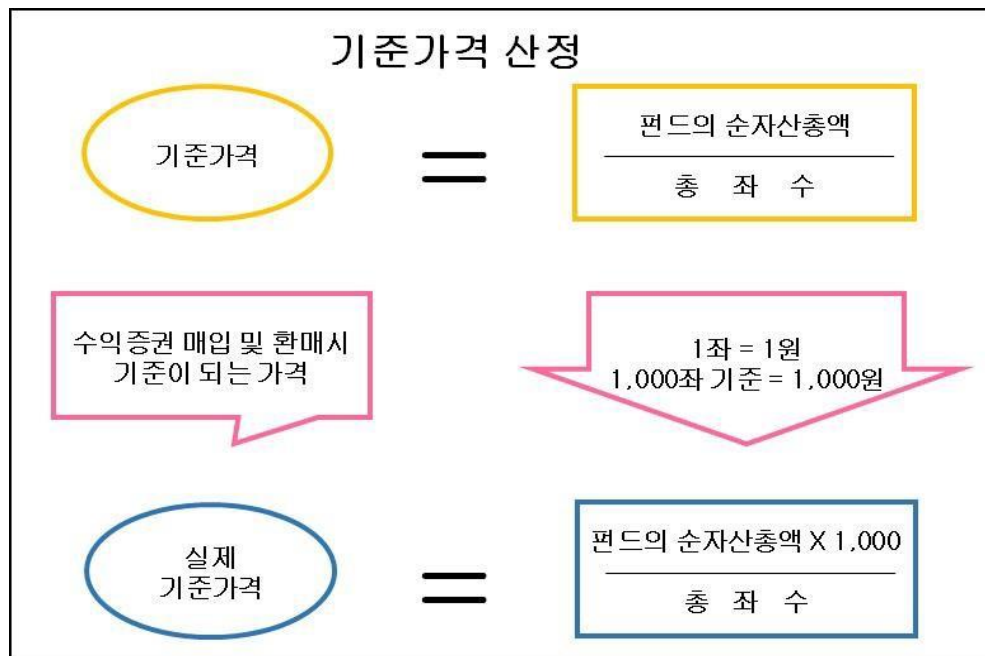 기준가격 산정
기준가격
=
펀드의 순자산총액
총 좌 수
수익증권 매입 및 환매시
기준이 되는 가격
1좌 = 1원
1,000좌 기준 = 1,000원
실제
기준가격
=
펀드의 순자산총액 X 1,000
총 좌 수